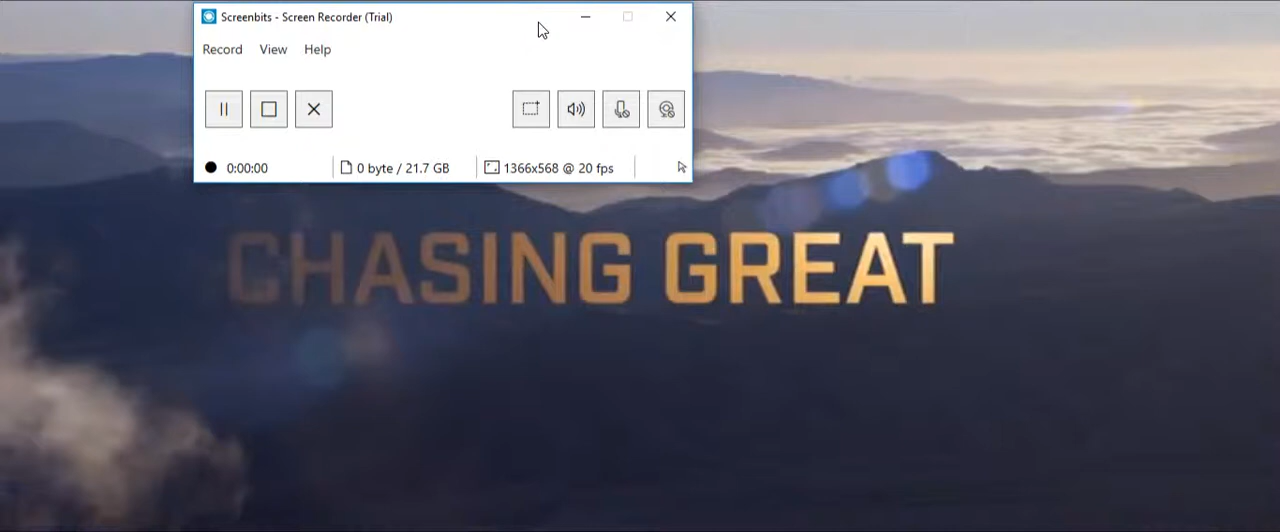 Screenbits - Screen Recorder (Trial)
Record View Help
0:00:00 0 byte / 21.7 GB 1366x568 @ 20 fps
CHASING GREAT